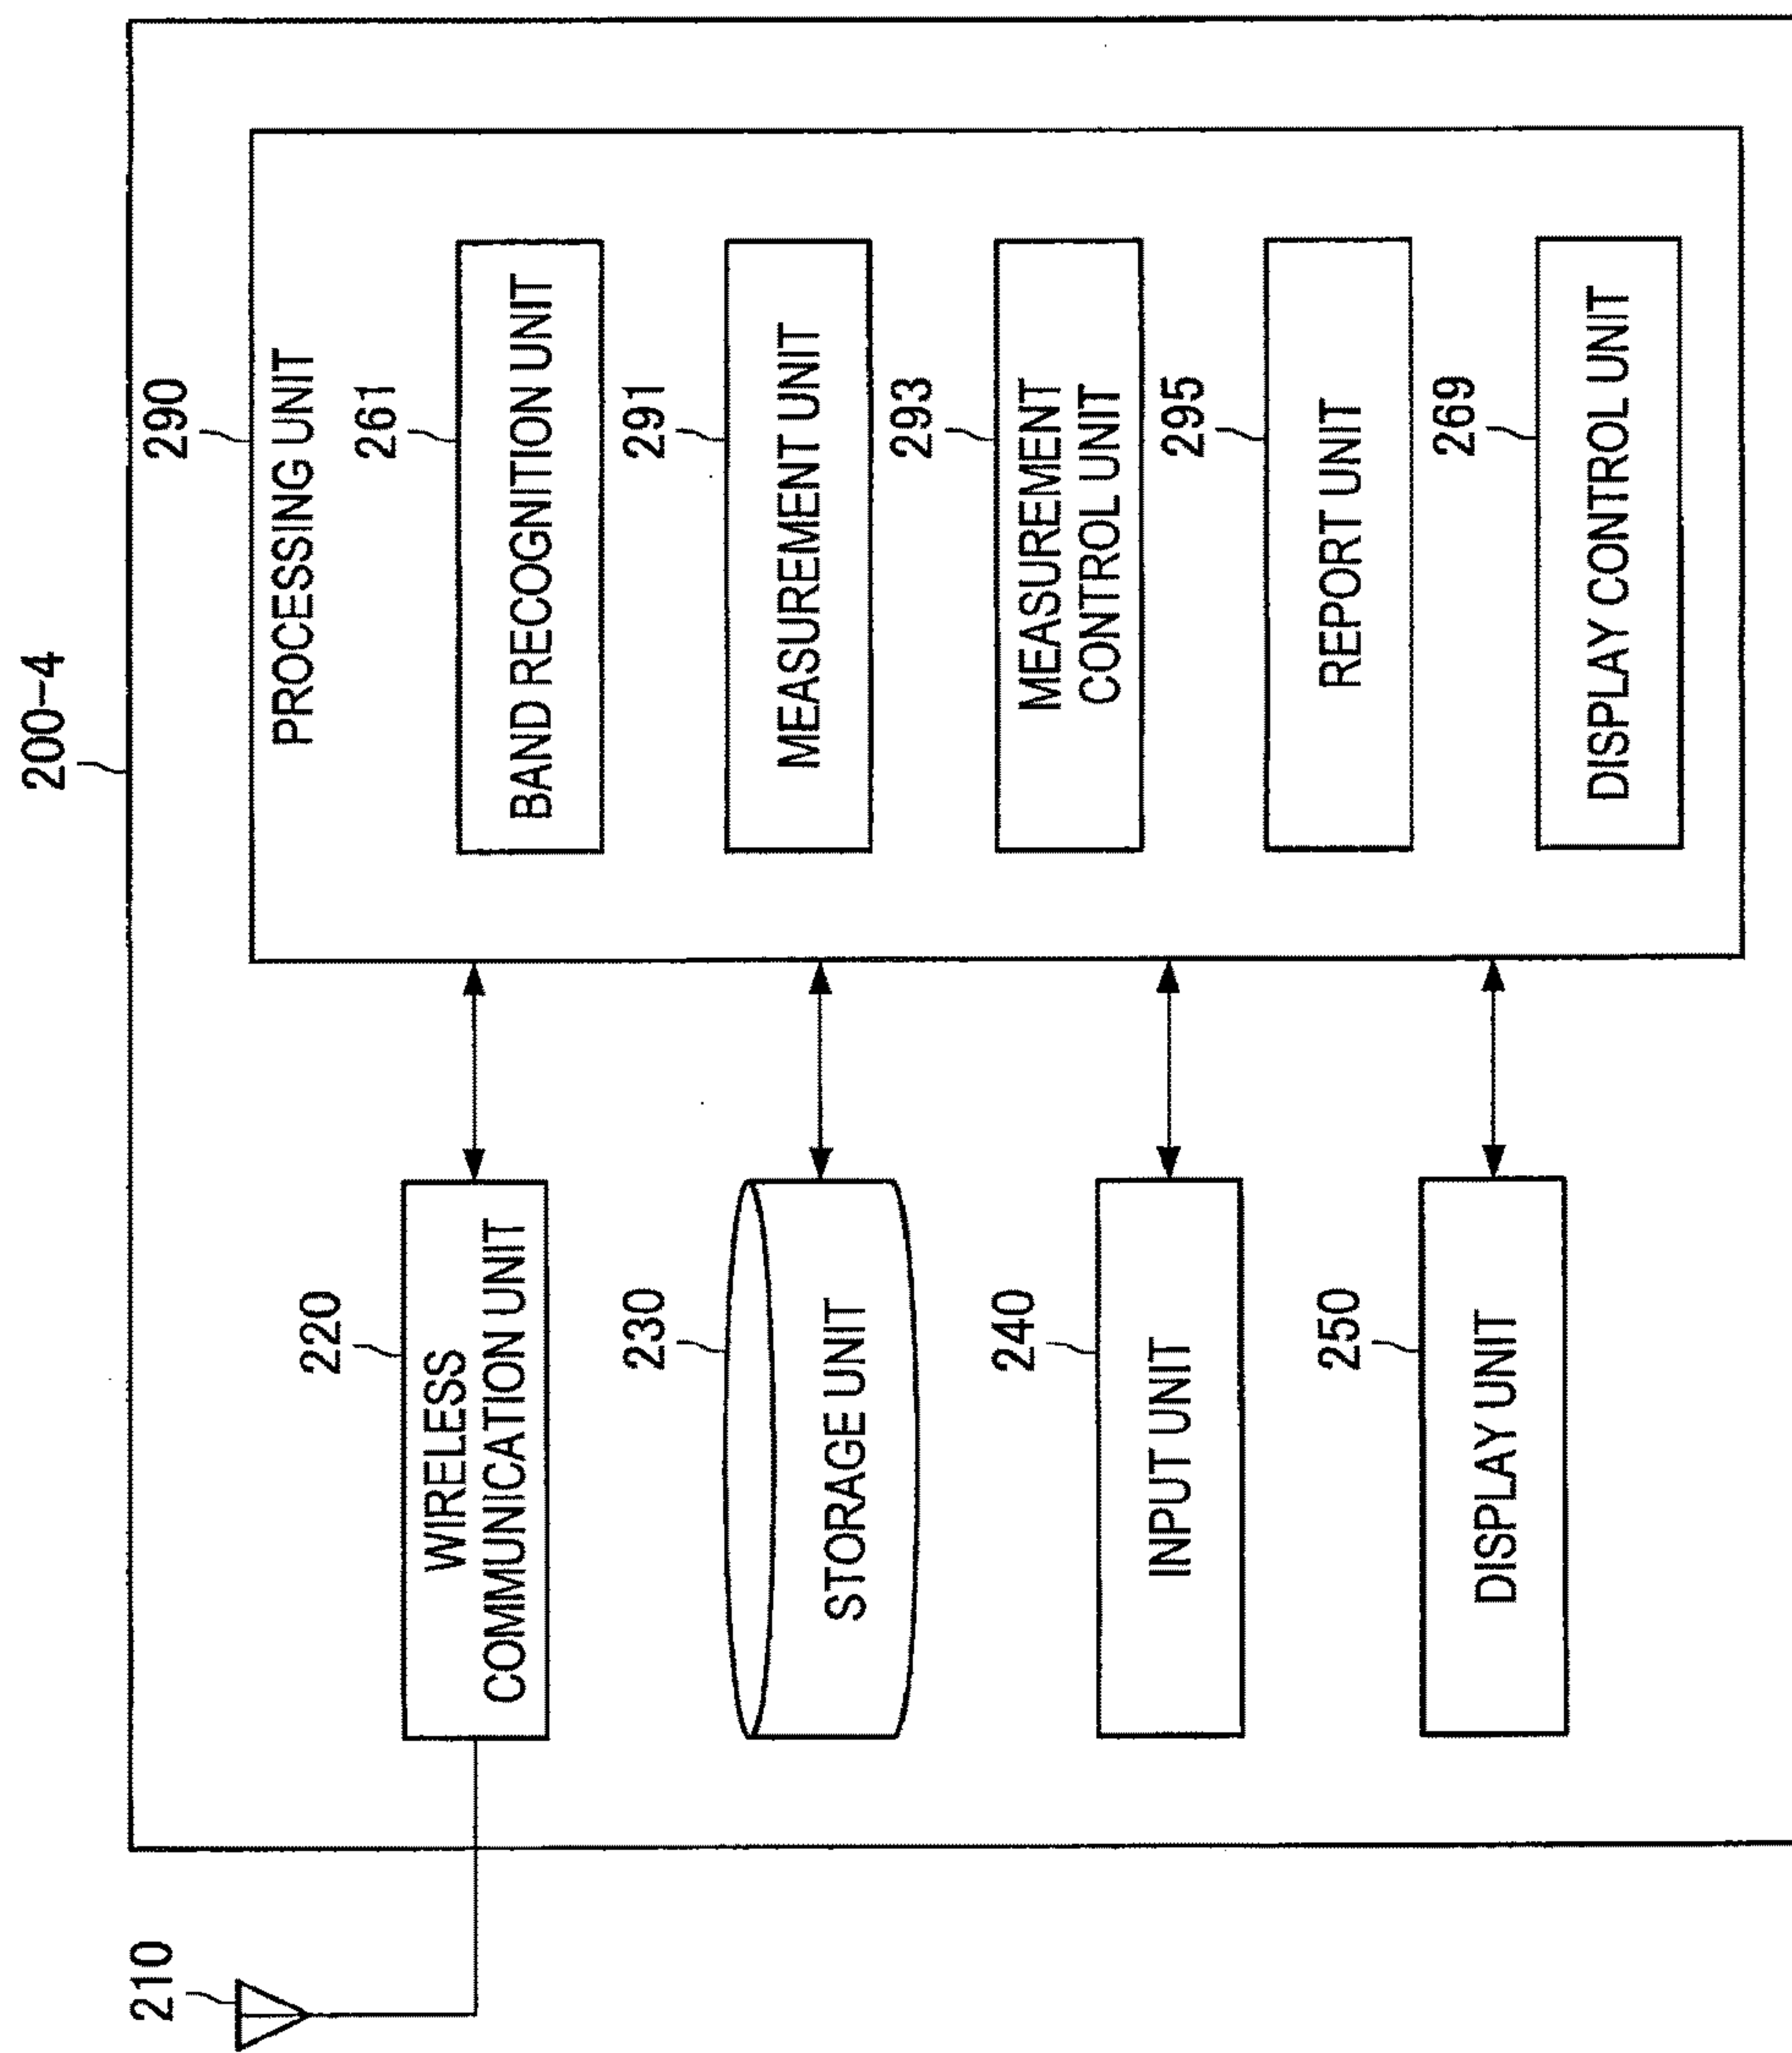 200-4
210
220
WIRELESS
COMMUNICATION UNIT
230
STORAGE UNIT
240
INPUT UNIT
250
DISPLAY UNIT
290
PROCESSING UNIT
261
BAND RECOGNITION UNIT
291
MEASUREMENT UNIT
293
MEASUREMENT
CONTROL UNIT
295
REPORT UNIT
269
DISPLAY CONTROL UNIT